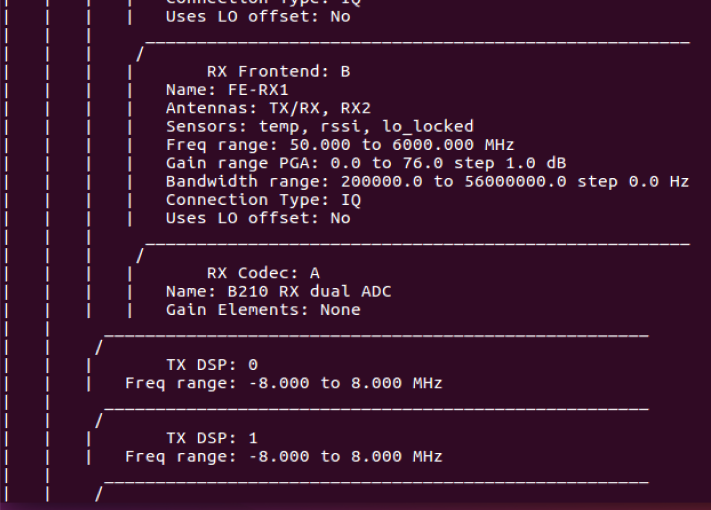 |   |   |   |   Connection Type: IQ
|   |   |   |   Uses LO offset: No
|   |   |     _____________________________________________________
|   |   |    /
|   |   |   |       RX Frontend: B
|   |   |   |   Name: FE-RX1
|   |   |   |   Antennas: TX/RX, RX2
|   |   |   |   Sensors: temp, rssi, lo_locked
|   |   |   |   Freq range: 50.000 to 6000.000 MHz
|   |   |   |   Gain range PGA: 0.0 to 76.0 step 1.0 dB
|   |   |   |   Bandwidth range: 200000.0 to 56000000.0 step 0.0 Hz
|   |   |   |   Connection Type: IQ
|   |   |   |   Uses LO offset: No
|   |   |     _____________________________________________________
|   |   |    /
|   |   |   |       RX Codec: A
|   |   |   |   Name: B210 RX dual ADC
|   |   |   |   Gain Elements: None
|   |     _____________________________________________________
|   |    /
|   |   |       TX DSP: 0
|   |   |   Freq range: -8.000 to 8.000 MHz
|   |     _____________________________________________________
|   |    /
|   |   |       TX DSP: 1
|   |   |   Freq range: -8.000 to 8.000 MHz
|   |     _____________________________________________________
|   |    /